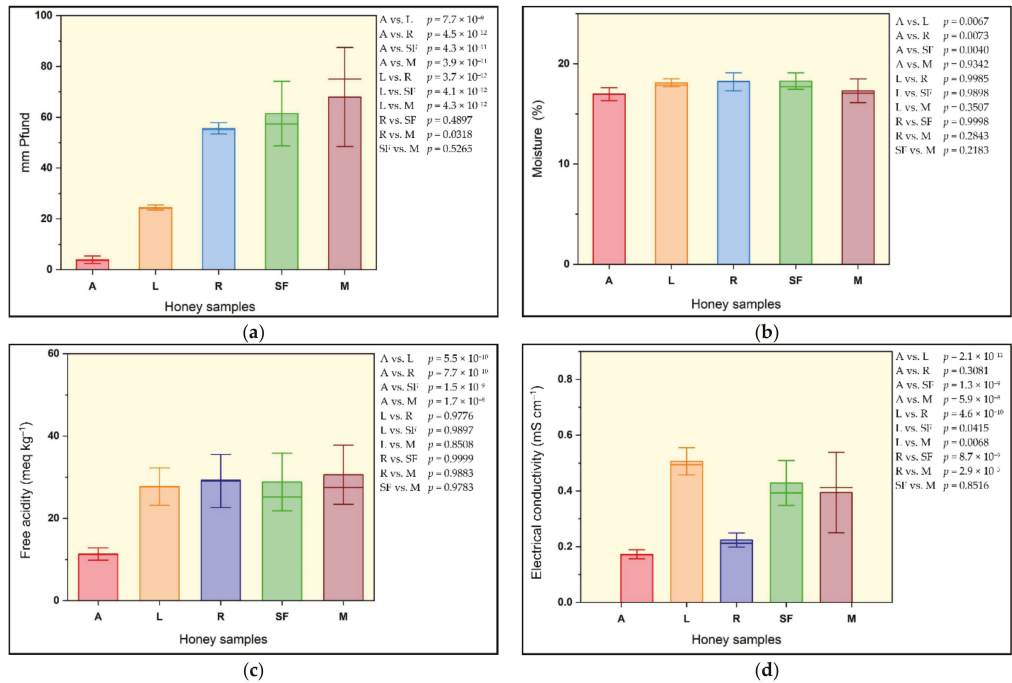 mm Pfund
100
80
60
40
20
0
A L R SF M
Honey samples
A vs. L p = 7.7 × 10⁻⁹
A vs. R p = 4.5 × 10⁻¹²
A vs. SF p = 4.3 × 10⁻¹¹
A vs. M p = 3.9 × 10⁻¹¹
L vs. R p = 3.7 × 10⁻¹²
L vs. SF p = 4.1 × 10⁻¹²
L vs. M p = 4.3 × 10⁻¹²
R vs. SF p = 0.4897
R vs. M p = 0.0318
SF vs. M p = 0.5265
(a)
Moisture (%)
20
10
0
A L R SF M
Honey samples
A vs. L p = 0.0067
A vs. R p = 0.0073
A vs. SF p = 0.0040
A vs. M p = 0.9342
L vs. R p = 0.9985
L vs. SF p = 0.9898
L vs. M p = 0.3507
R vs. SF p = 0.9998
R vs. M p = 0.2843
SF vs. M p = 0.2183
(b)
Free acidity (meq kg⁻¹)
60
40
20
0
A L R SF M
Honey samples
A vs. L p = 5.5 × 10⁻¹⁰
A vs. R p = 7.7 × 10⁻¹⁰
A vs. SF p = 1.5 × 10⁻⁹
A vs. M p = 1.7 × 10⁻⁸
L vs. R p = 0.9776
L vs. SF p = 0.9897
L vs. M p = 0.8508
R vs. SF p = 0.9999
R vs. M p = 0.9883
SF vs. M p = 0.9783
(c)
Electrical conductivity (mS cm⁻¹)
0.8
0.6
0.4
0.2
0.0
A L R SF M
Honey samples
A vs. L p = 2.1 × 10⁻¹¹
A vs. R p = 0.3081
A vs. SF p = 1.3 × 10⁻⁹
A vs. M p = 5.9 × 10⁻⁸
L vs. R p = 4.6 × 10⁻¹⁰
L vs. SF p = 0.0415
L vs. M p = 0.0068
R vs. SF p = 8.7 ×
R vs. M p = 2.9 ×
SF vs. M p = 0.8516
(d)